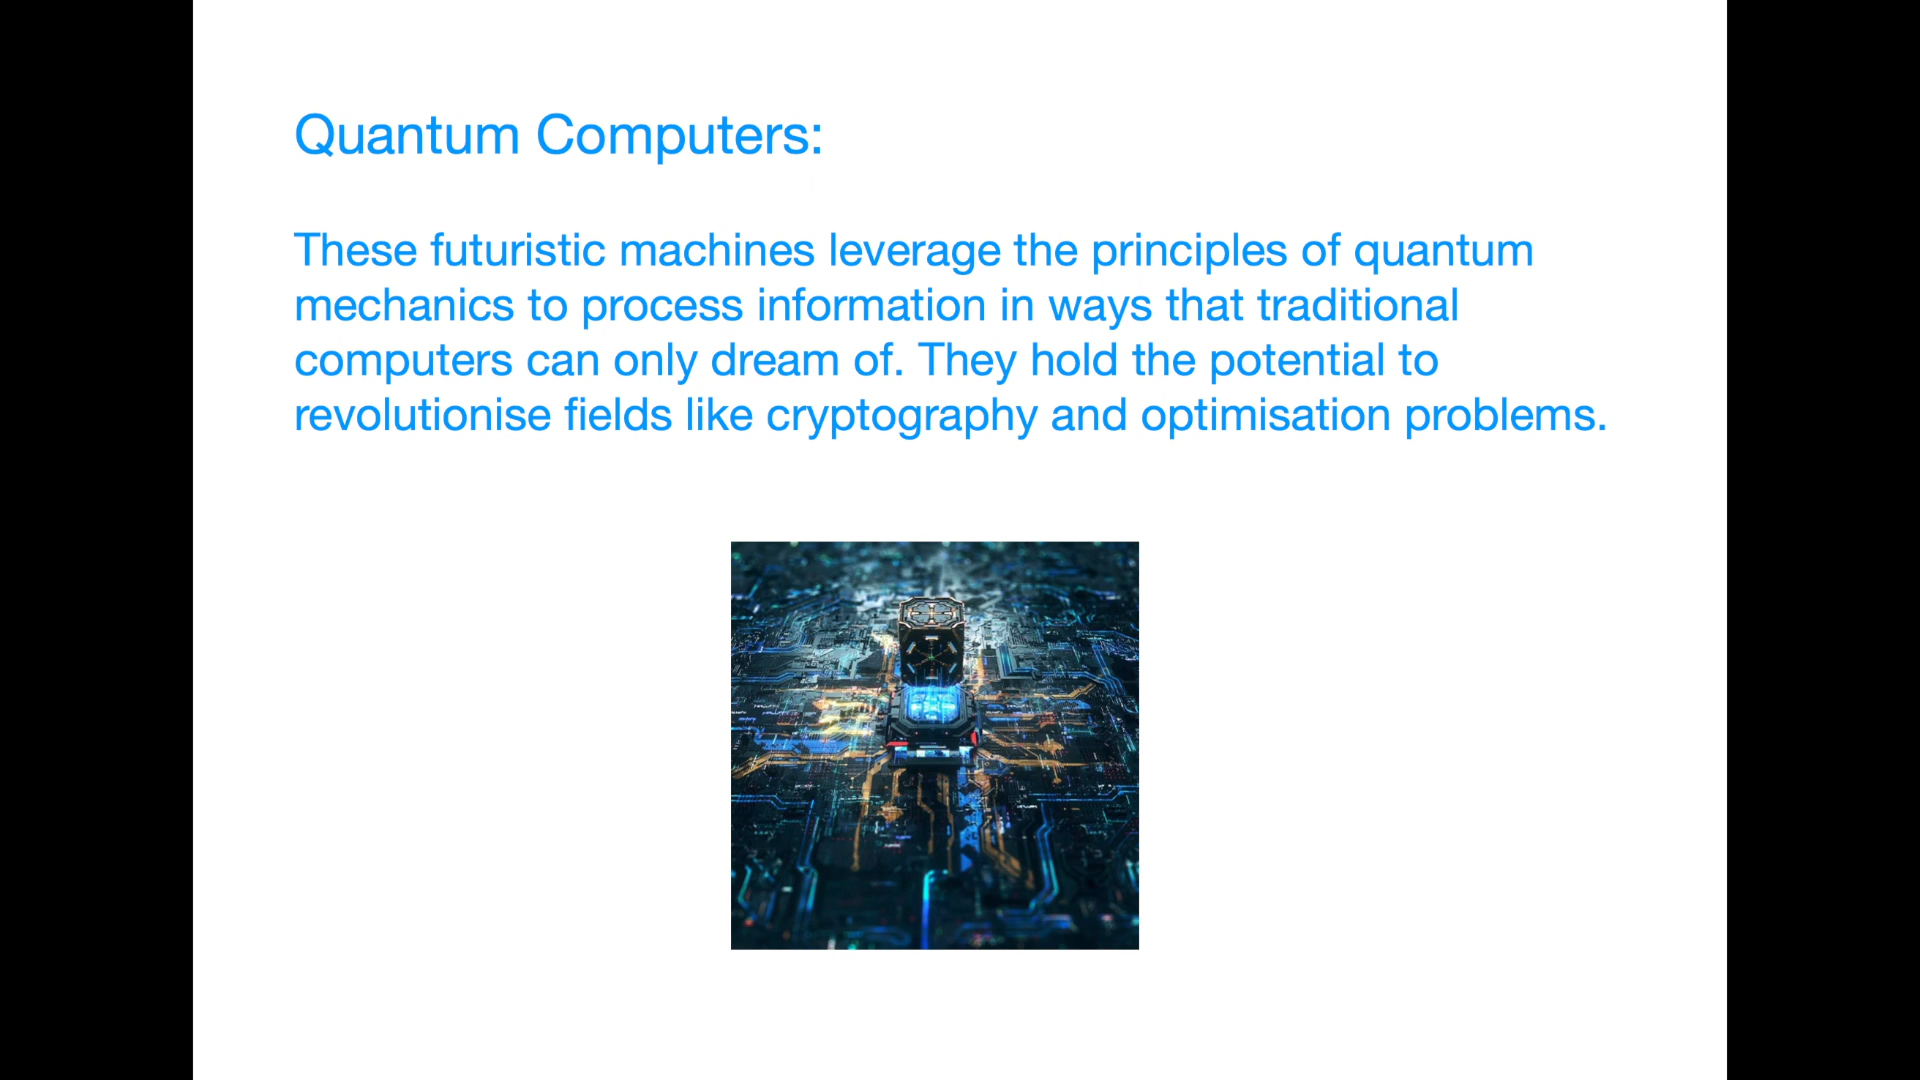 Quantum Computers:
These futuristic machines leverage the principles of quantum
mechanics to process information in ways that traditional
computers can only dream of. They hold the potential to
revolutionise fields like cryptography and optimisation problems.